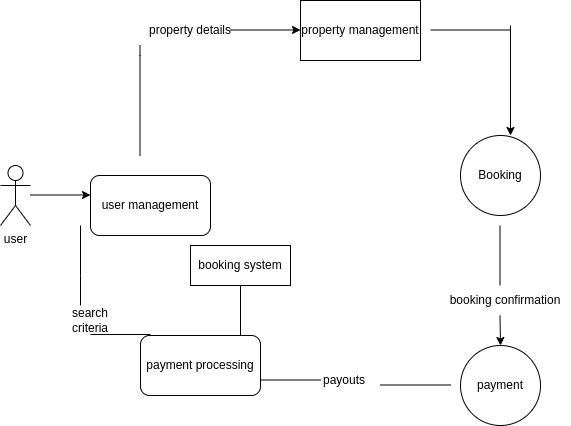 property details
property management
Booking
user management
user
booking system
booking confirmation
search
criteria
payment processing
payouts
payment